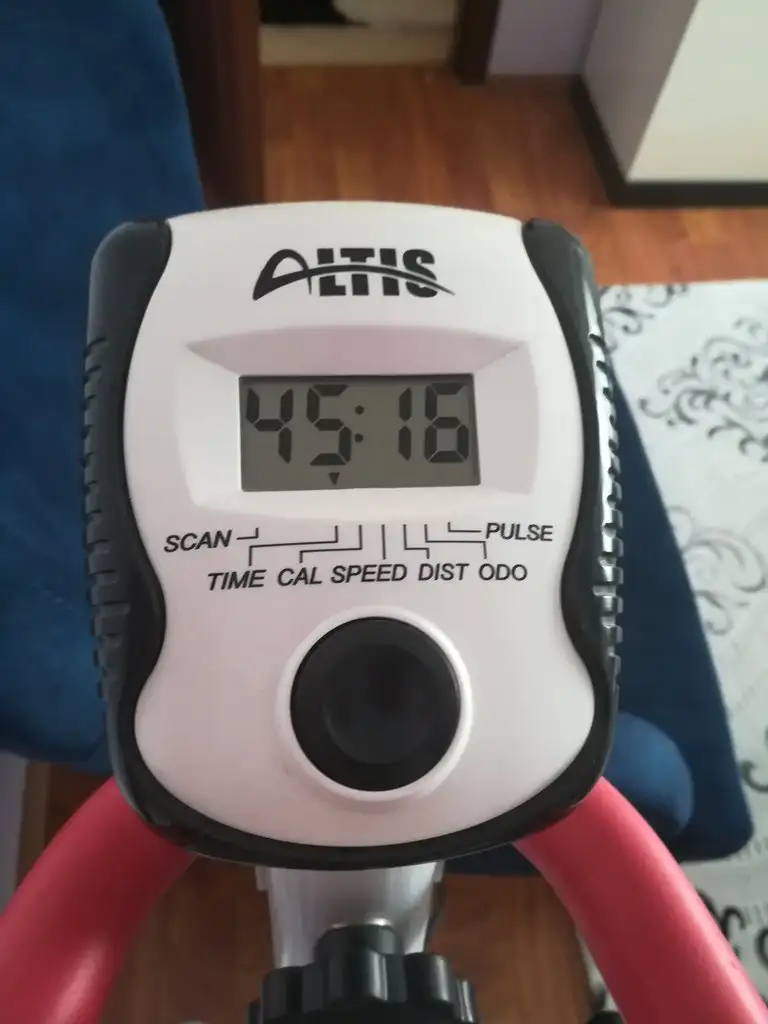 ALTIS
45:16
SCAN PULSE
TIME CAL SPEED DIST ODO